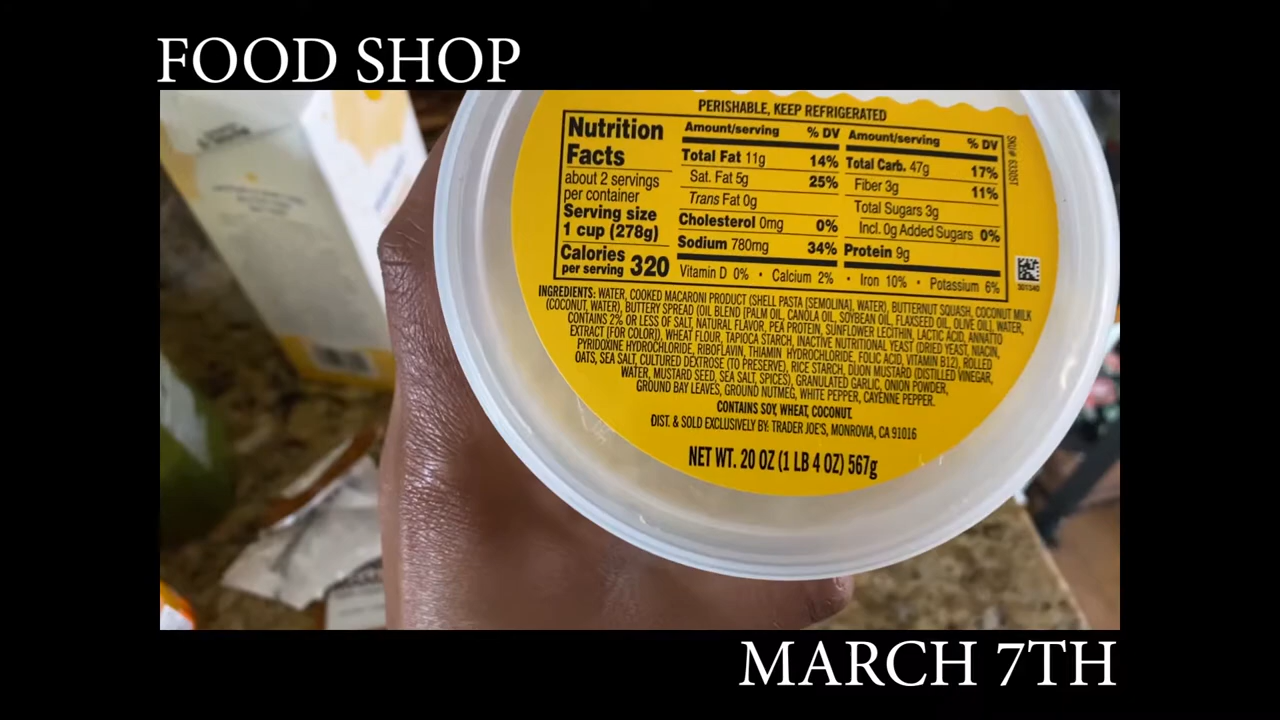 FOOD SHOP
PERISHABLE, KEEP REFRIGERATED
Nutrition
Facts
about 2 servings
per container
Serving size
1 cup (278g)
Calories
per serving 320
Amount/serving % DV
Total Fat 11g 14%
Sat. Fat 5g 25%
Trans Fat 0g
Cholesterol 0mg 0%
Sodium 780mg 34%
Amount/serving % DV
Total Carb. 47g 17%
Fiber 3g 11%
Total Sugars 3g
Incl. 0g Added Sugars 0%
Protein 9g
Vitamin D 0% • Calcium 2% • Iron 10% • Potassium 6%
INGREDIENTS: WATER, COOKED MACARONI PRODUCT (SHELL PASTA [SEMOLINA], WATER), BUTTERNUT SQUASH, COCONUT MILK
(COCONUT, WATER), BUTTERY SPREAD (OIL BLEND [PALM OIL, CANOLA OIL, SOYBEAN OIL, FLAXSEED OIL, OLIVE OIL], WATER,
CONTAINS 2% OR LESS OF SALT, NATURAL FLAVOR, PEA PROTEIN, SUNFLOWER LECITHIN, LACTIC ACID, ANNATTO
EXTRACT [FOR COLOR]), WHEAT FLOUR, TAPIOCA STARCH, INACTIVE NUTRITIONAL YEAST (DRIED YEAST, NIACIN,
PYRIDOXINE HYDROCHLORIDE, RIBOFLAVIN, THIAMIN HYDROCHLORIDE, FOLIC ACID, VITAMIN B12), ROLLED
OATS, SEA SALT, CULTURED DEXTROSE (TO PRESERVE), RICE STARCH, DIJON MUSTARD (DISTILLED VINEGAR,
WATER, MUSTARD SEED, SEA SALT, SPICES), GRANULATED GARLIC, ONION POWDER,
GROUND BAY LEAVES, GROUND NUTMEG, WHITE PEPPER, CAYENNE PEPPER.
CONTAINS SOY, WHEAT, COCONUT.
DIST. & SOLD EXCLUSIVELY BY: TRADER JOE'S, MONROVIA, CA 91016
NET WT. 20 OZ (1 LB 4 OZ) 567g
MARCH 7TH